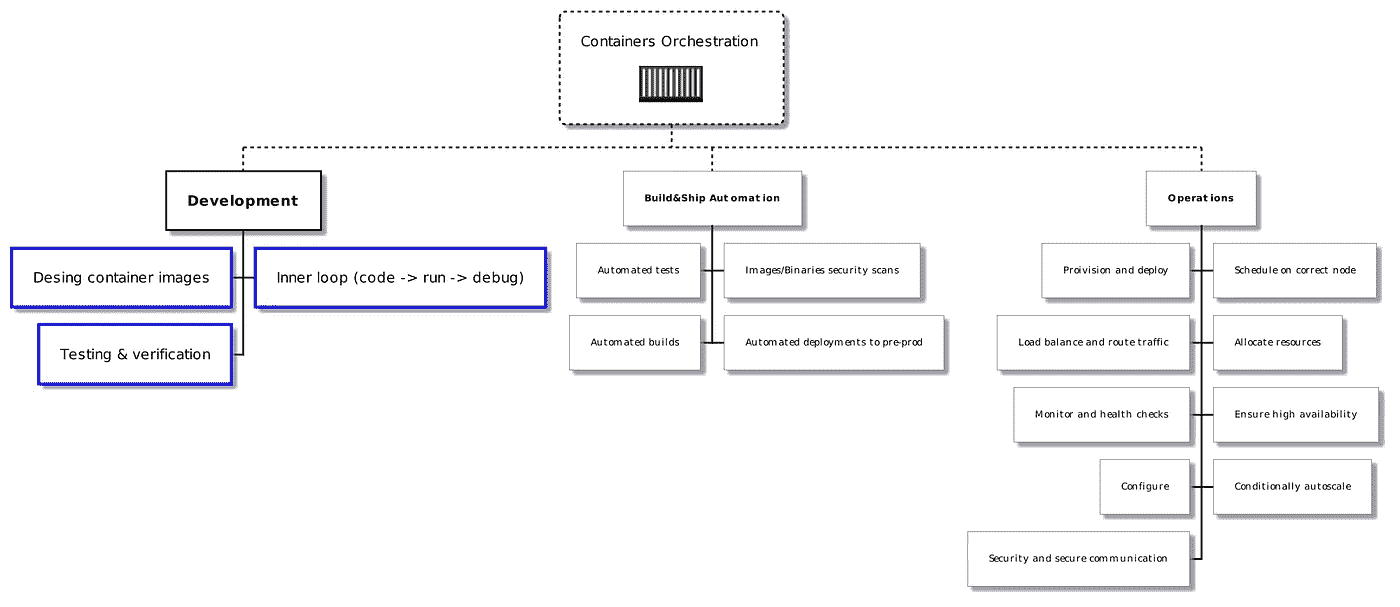 Containers Orchestration
Development
Desing container images
Inner loop (code -> run -> debug)
Testing & verification
Build&Ship Automation
Automated tests
Images/Binaries security scans
Automated builds
Automated deployments to pre-prod
Operations
Proivision and deploy
Schedule on correct node
Load balance and route traffic
Allocate resources
Monitor and health checks
Ensure high availability
Configure
Conditionally autoscale
Security and secure communication